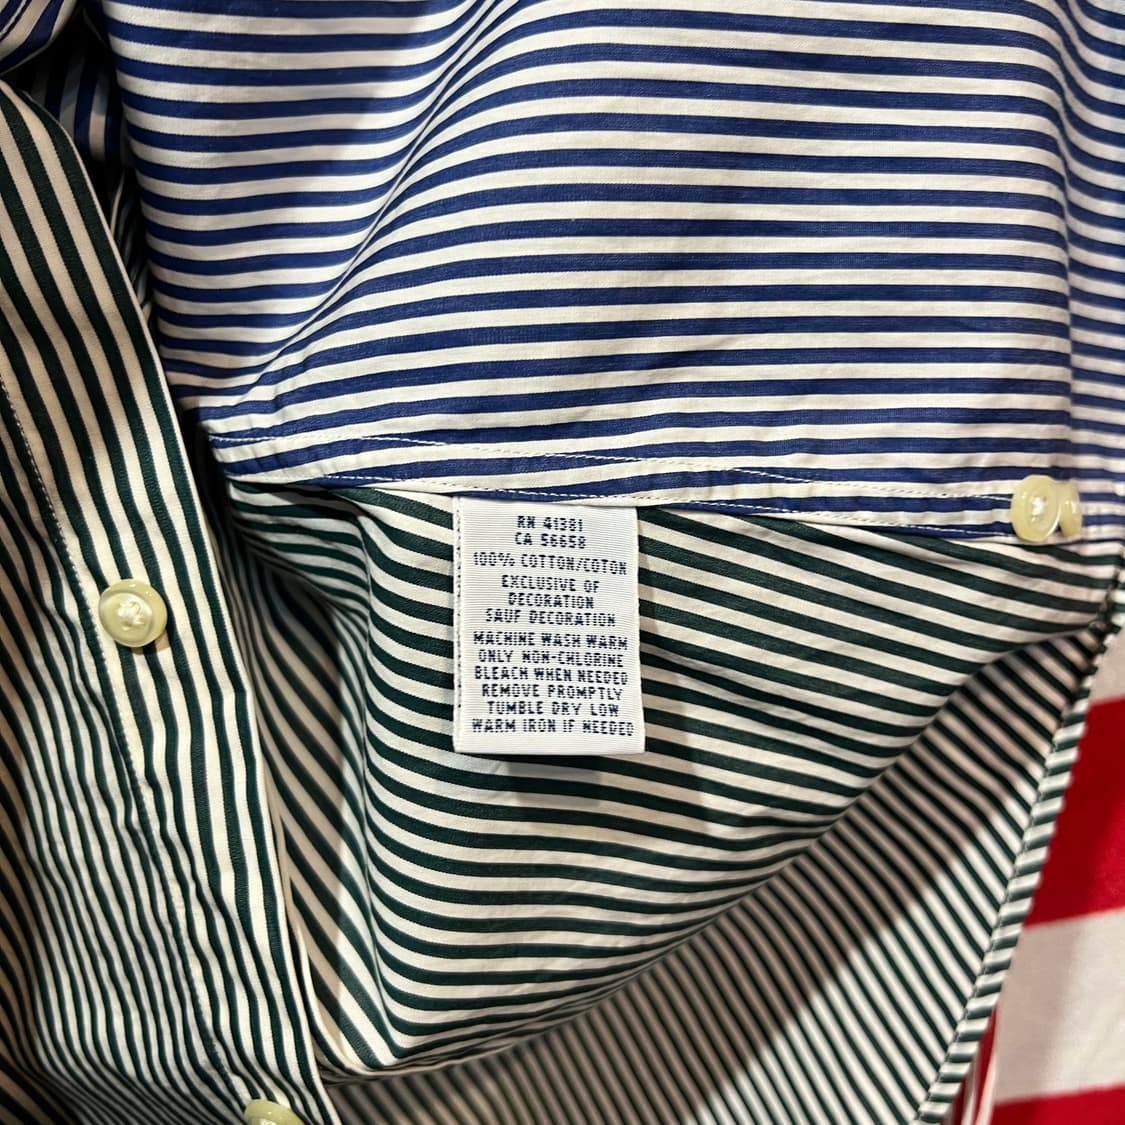 RN 41381
CA 56658
100% COTTON/COTON
EXCLUSIVE OF
DECORATION
SAUF DECORATION
MACHINE WASH WARM
ONLY NON-CHLORINE
BLEACH WHEN NEEDED
REMOVE PROMPTLY
TUMBLE DRY LOW
WARM IRON IF NEEDED